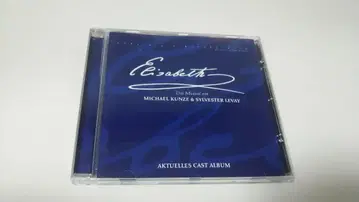 Elisabeth
Das Musical von
MICHAEL KUNZE & SYLVESTER LEVAY
AKTUELLES CAST ALBUM